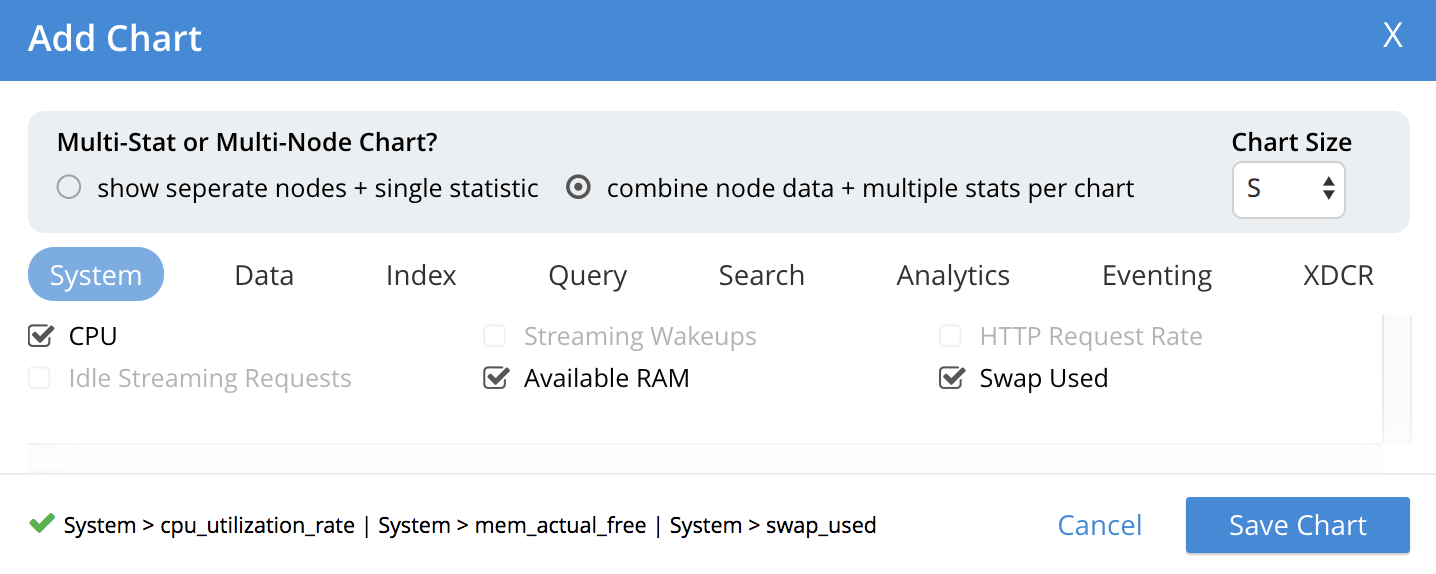 Add Chart X
Multi-Stat or Multi-Node Chart? Chart Size
show seperate nodes + single statistic combine node data + multiple stats per chart S
System Data Index Query Search Analytics Eventing XDCR
CPU Streaming Wakeups HTTP Request Rate
Idle Streaming Requests Available RAM Swap Used
System > cpu_utilization_rate | System > mem_actual_free | System > swap_used Cancel Save Chart